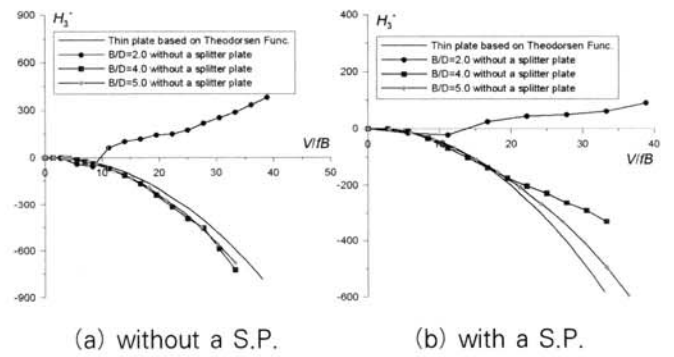 H₃*
900
600
300
0
-300
-600
-900
0 10 20 30 40 50
V/fB
Thin plate based on Theodorsen Func.
B/D=2.0 without a splitter plate
B/D=4.0 without a splitter plate
B/D=5.0 without a splitter plate
(a) without a S.P.
H₃*
400
200
0
-200
-400
-600
0 10 20 30 40
V/fB
Thin plate based on Theodorsen Func.
B/D=2.0 without a splitter plate
B/D=4.0 without a splitter plate
B/D=5.0 without a splitter plate
(b) with a S.P.